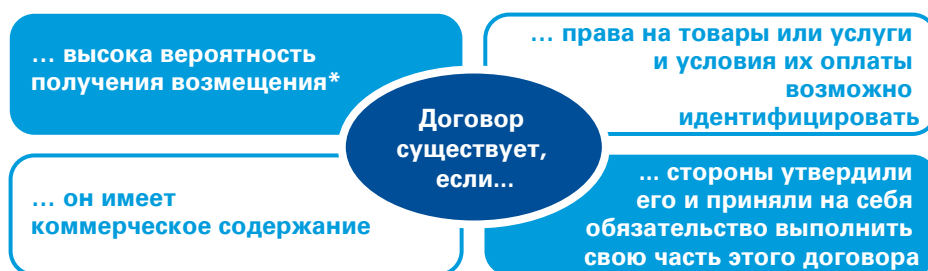 … высока вероятность
получения возмещения*
… права на товары или услуги
и условия их оплаты
возможно
идентифицировать
Договор
существует,
если...
… он имеет
коммерческое содержание
... стороны утвердили
его и приняли на себя
обязательство выполнить
свою часть этого договора